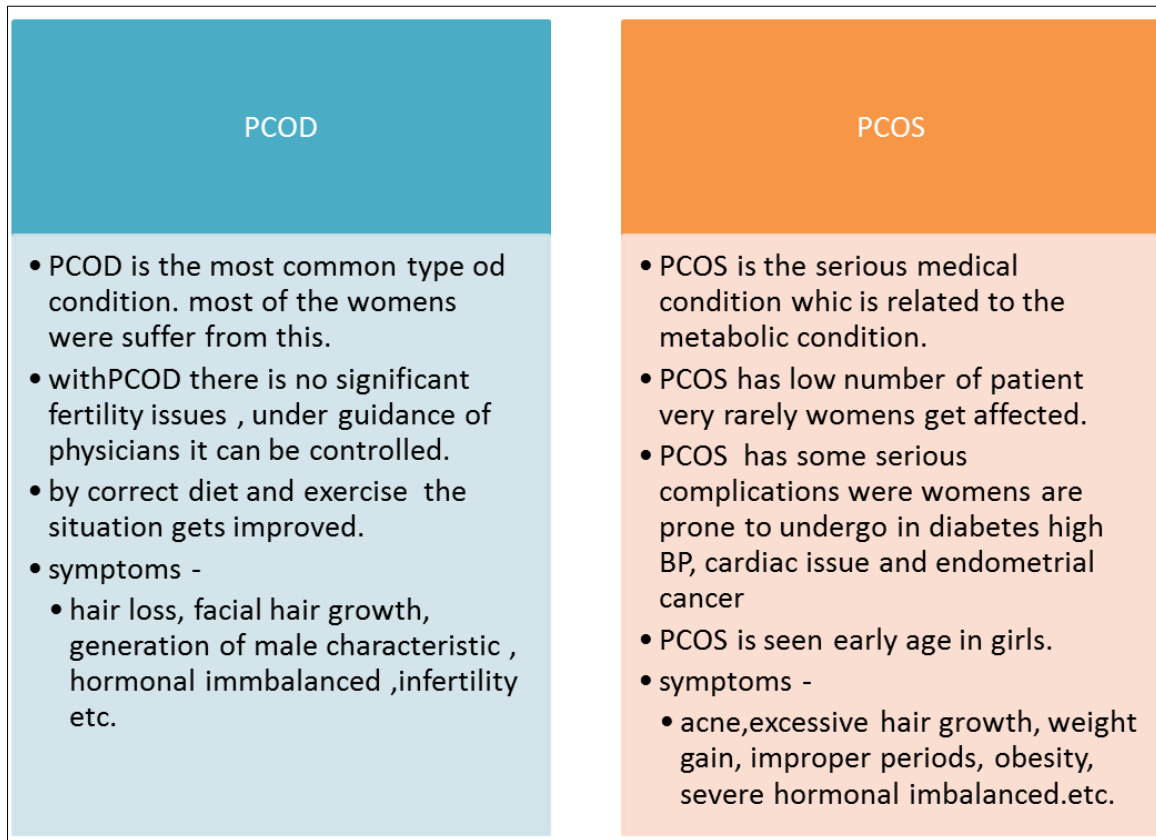 PCOD
• PCOD is the most common type od
condition. most of the womens
were suffer from this.
• withPCOD there is no significant
fertility issues , under guidance of
physicians it can be controlled.
• by correct diet and exercise  the
situation gets improved.
• symptoms -
• hair loss, facial hair growth,
generation of male characteristic ,
hormonal immbalanced ,infertility
etc.
PCOS
• PCOS is the serious medical
condition whic is related to the
metabolic condition.
• PCOS has low number of patient
very rarely womens get affected.
• PCOS  has some serious
complications were womens are
prone to undergo in diabetes high
BP, cardiac issue and endometrial
cancer
• PCOS is seen early age in girls.
• symptoms -
• acne,excessive hair growth, weight
gain, improper periods, obesity,
severe hormonal imbalanced.etc.